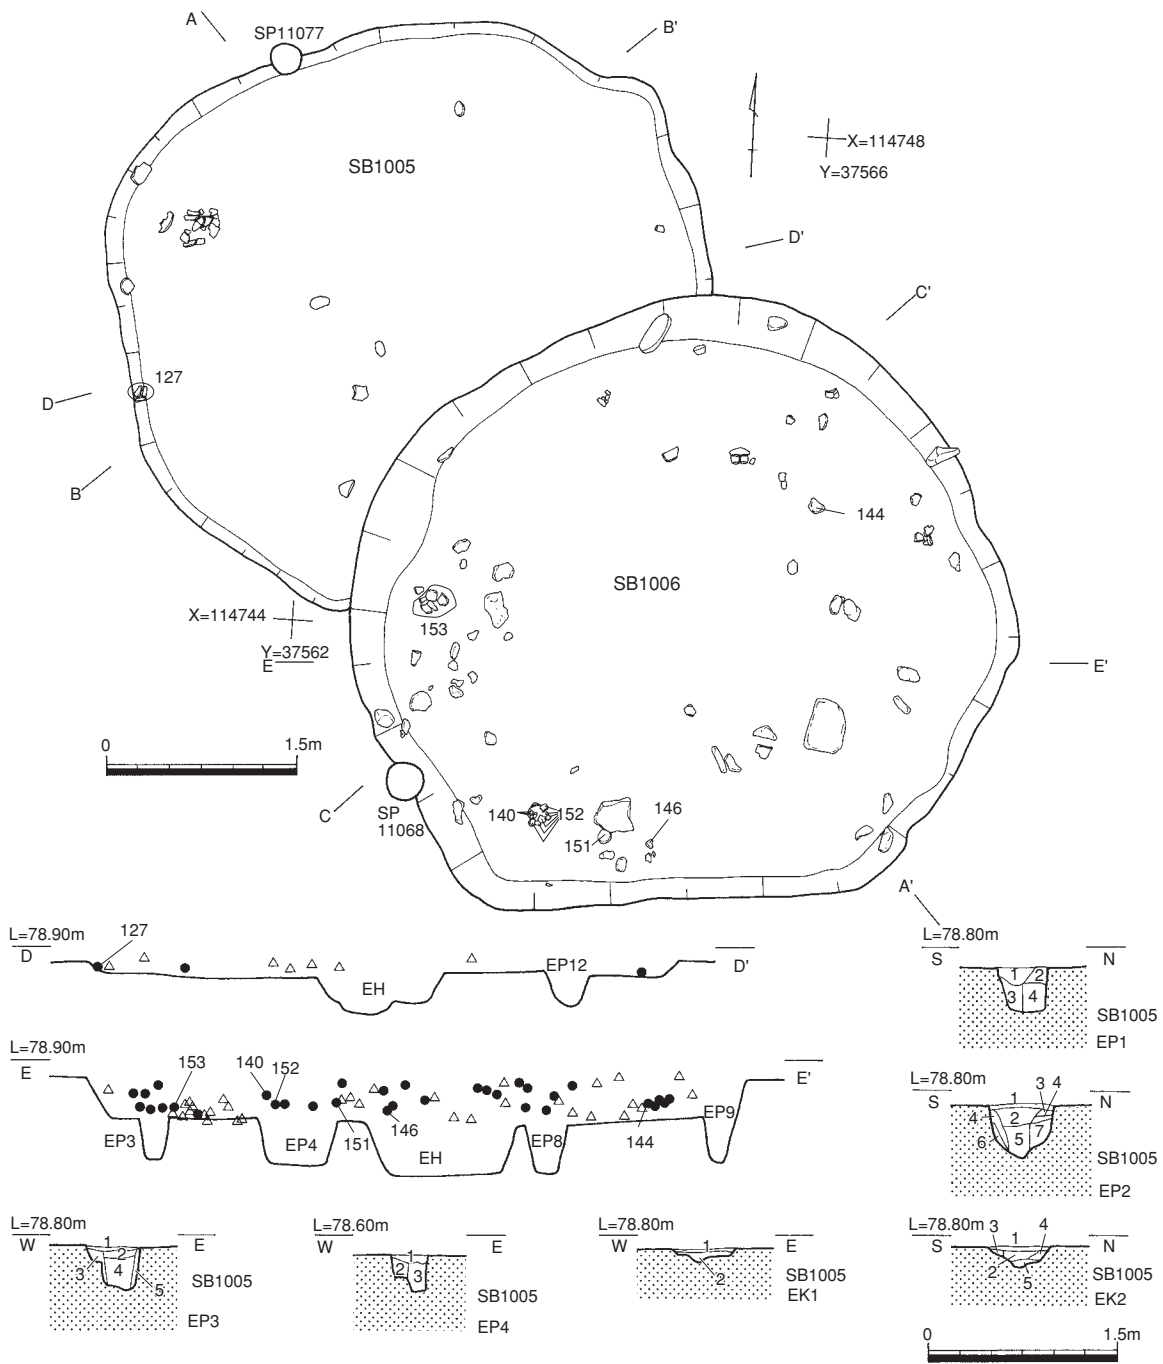 A
SP11077
B'
X=114748
Y=37566
SB1005
D'
C'
127
D
B
144
SB1006
X=114744
153
Y=37562
E
E'
0 1.5m
C
SP
11068
140
152
146
151
A'
L=78.90m
D
127
EH
EP12
D'
L=78.80m
S
N
1
2
3
4
SB1005
EP1
L=78.90m
E
153
140
152
E'
EP3
EP4
151
146
EH
EP8
144
EP9
L=78.80m
S
3 4
N
1
4
2
6
5
7
SB1005
EP2
L=78.80m
W
1
E
2
3
4
5
SB1005
EP3
L=78.60m
W
1
E
2
3
SB1005
EP4
L=78.80m
W
1
E
2
SB1005
EK1
L=78.80m
S
3
1
4
N
2
5
SB1005
EK2
0 1.5m